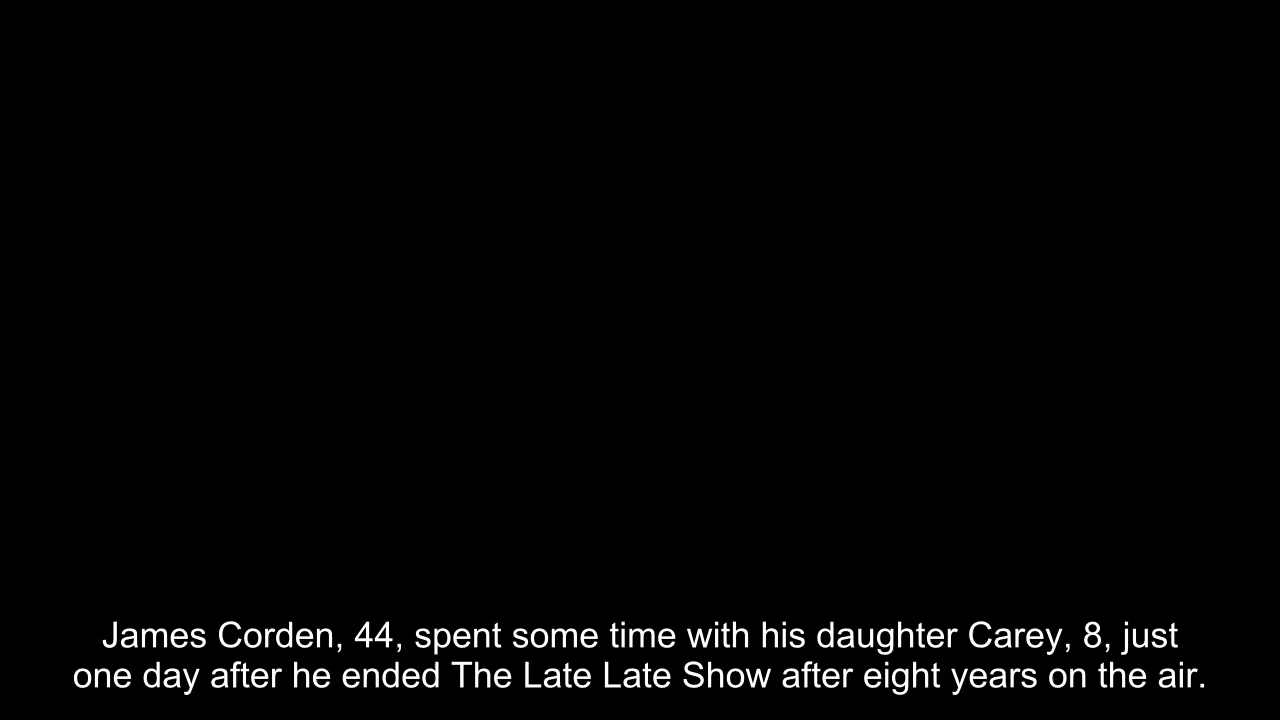 James Corden, 44, spent some time with his daughter Carey, 8, just
one day after he ended The Late Late Show after eight years on the air.